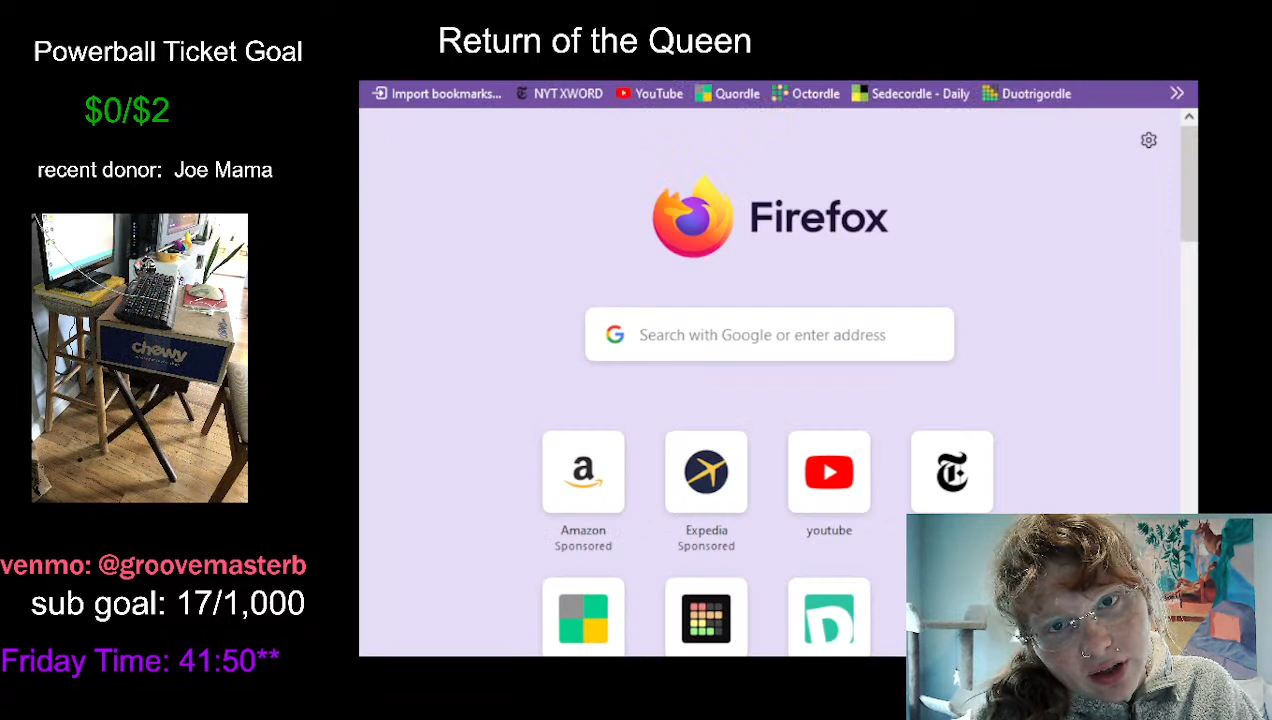 Powerball Ticket Goal
$0/$2
recent donor: Joe Mama
chewy
venmo: @groovemasterb
sub goal: 17/1,000
Friday Time: 41:50**
Return of the Queen
Import bookmarks... NYT XWORD YouTube Quordle Octordle Sedecordle - Daily Duotrigordle
Firefox
Search with Google or enter address
Amazon
Sponsored
Expedia
Sponsored
youtube